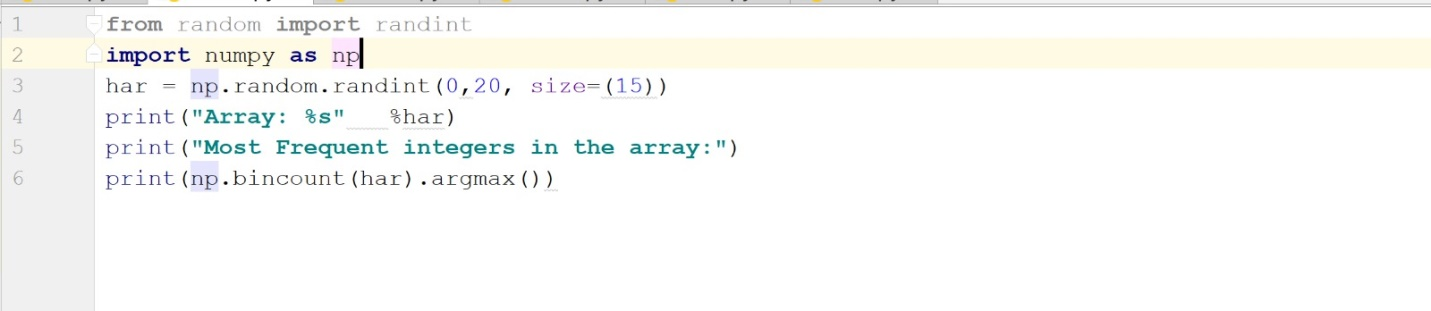 1 from random import randint
2 import numpy as np
3 har = np.random.randint(0,20, size=(15))
4 print("Array: %s"   %har)
5 print("Most Frequent integers in the array:")
6 print(np.bincount(har).argmax())